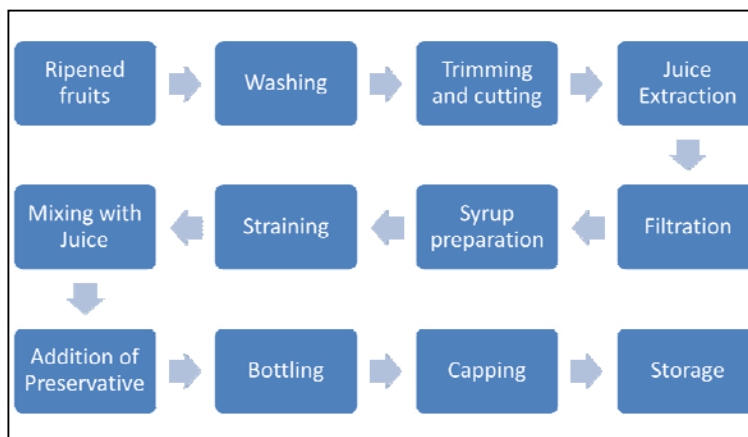 Ripened
fruits
Washing
Trimming
and cutting
Juice
Extraction
Filtration
Syrup
preparation
Straining
Mixing with
Juice
Addition of
Preservative
Bottling
Capping
Storage